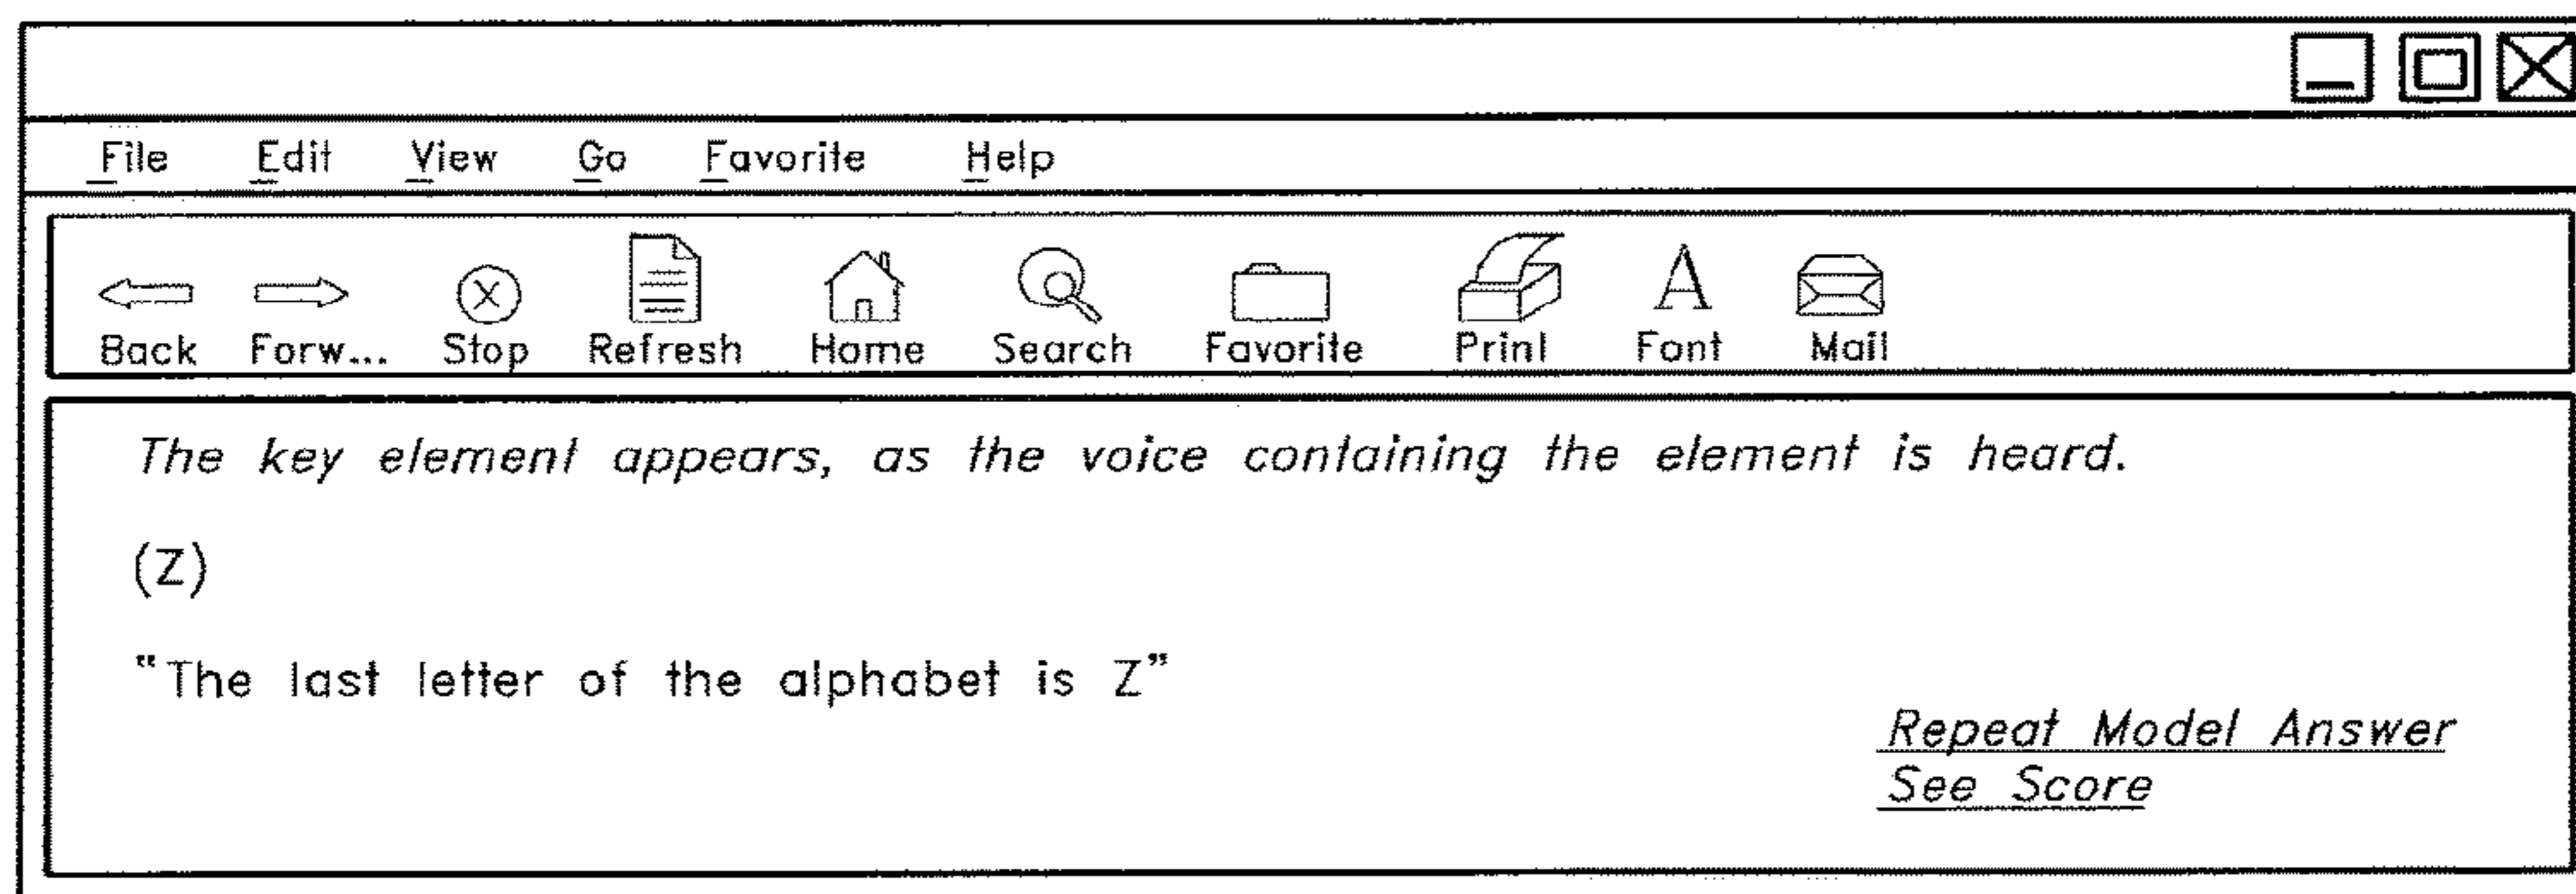 File Edit View Go Favorite Help
Back Forw... Stop Refresh Home Search Favorite Print Font Mail
The key element appears, as the voice containing the element is heard.
(Z)
"The last letter of the alphabet is Z"
Repeat Model Answer
See Score